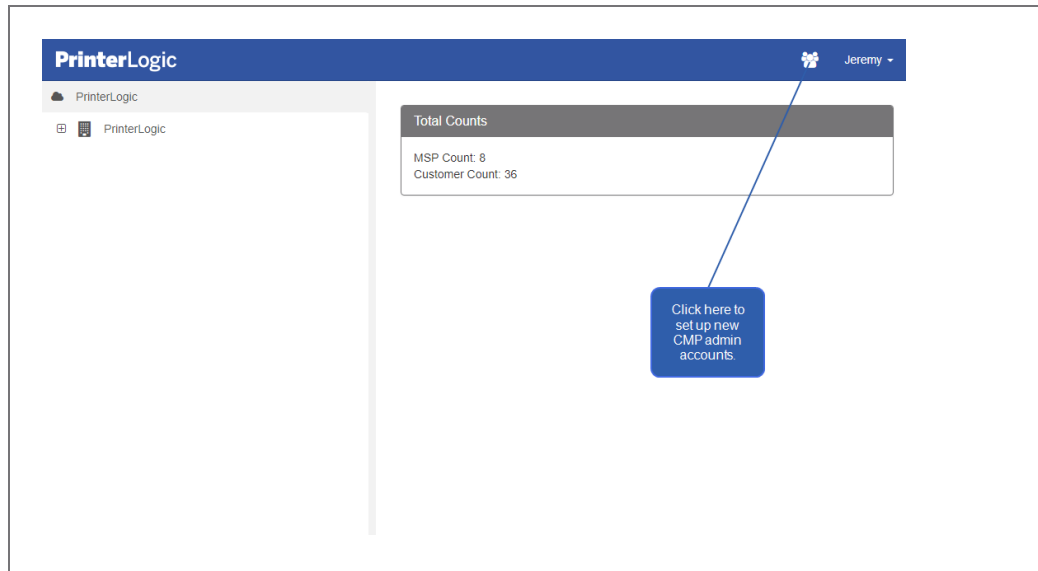 PrinterLogic
Jeremy
PrinterLogic
PrinterLogic
Total Counts
MSP Count: 8
Customer Count: 36
Click here to
set up new
CMP admin
accounts.